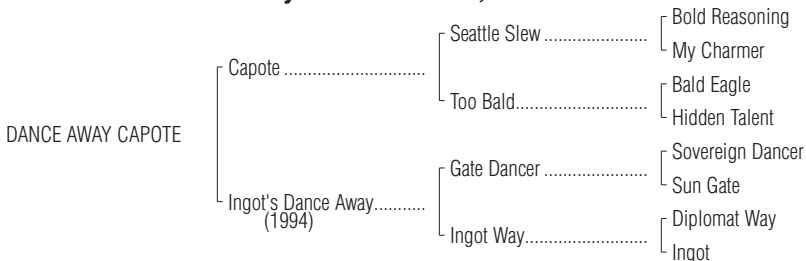 Bold Reasoning
Seattle Slew ...........................
My Charmer
Capote .............................
Bald Eagle
Too Bald...........................
Hidden Talent
DANCE AWAY CAPOTE
Sovereign Dancer
Gate Dancer .....................
Sun Gate
Ingot's Dance Away...........
(1994)
Diplomat Way
Ingot Way.........................
Ingot